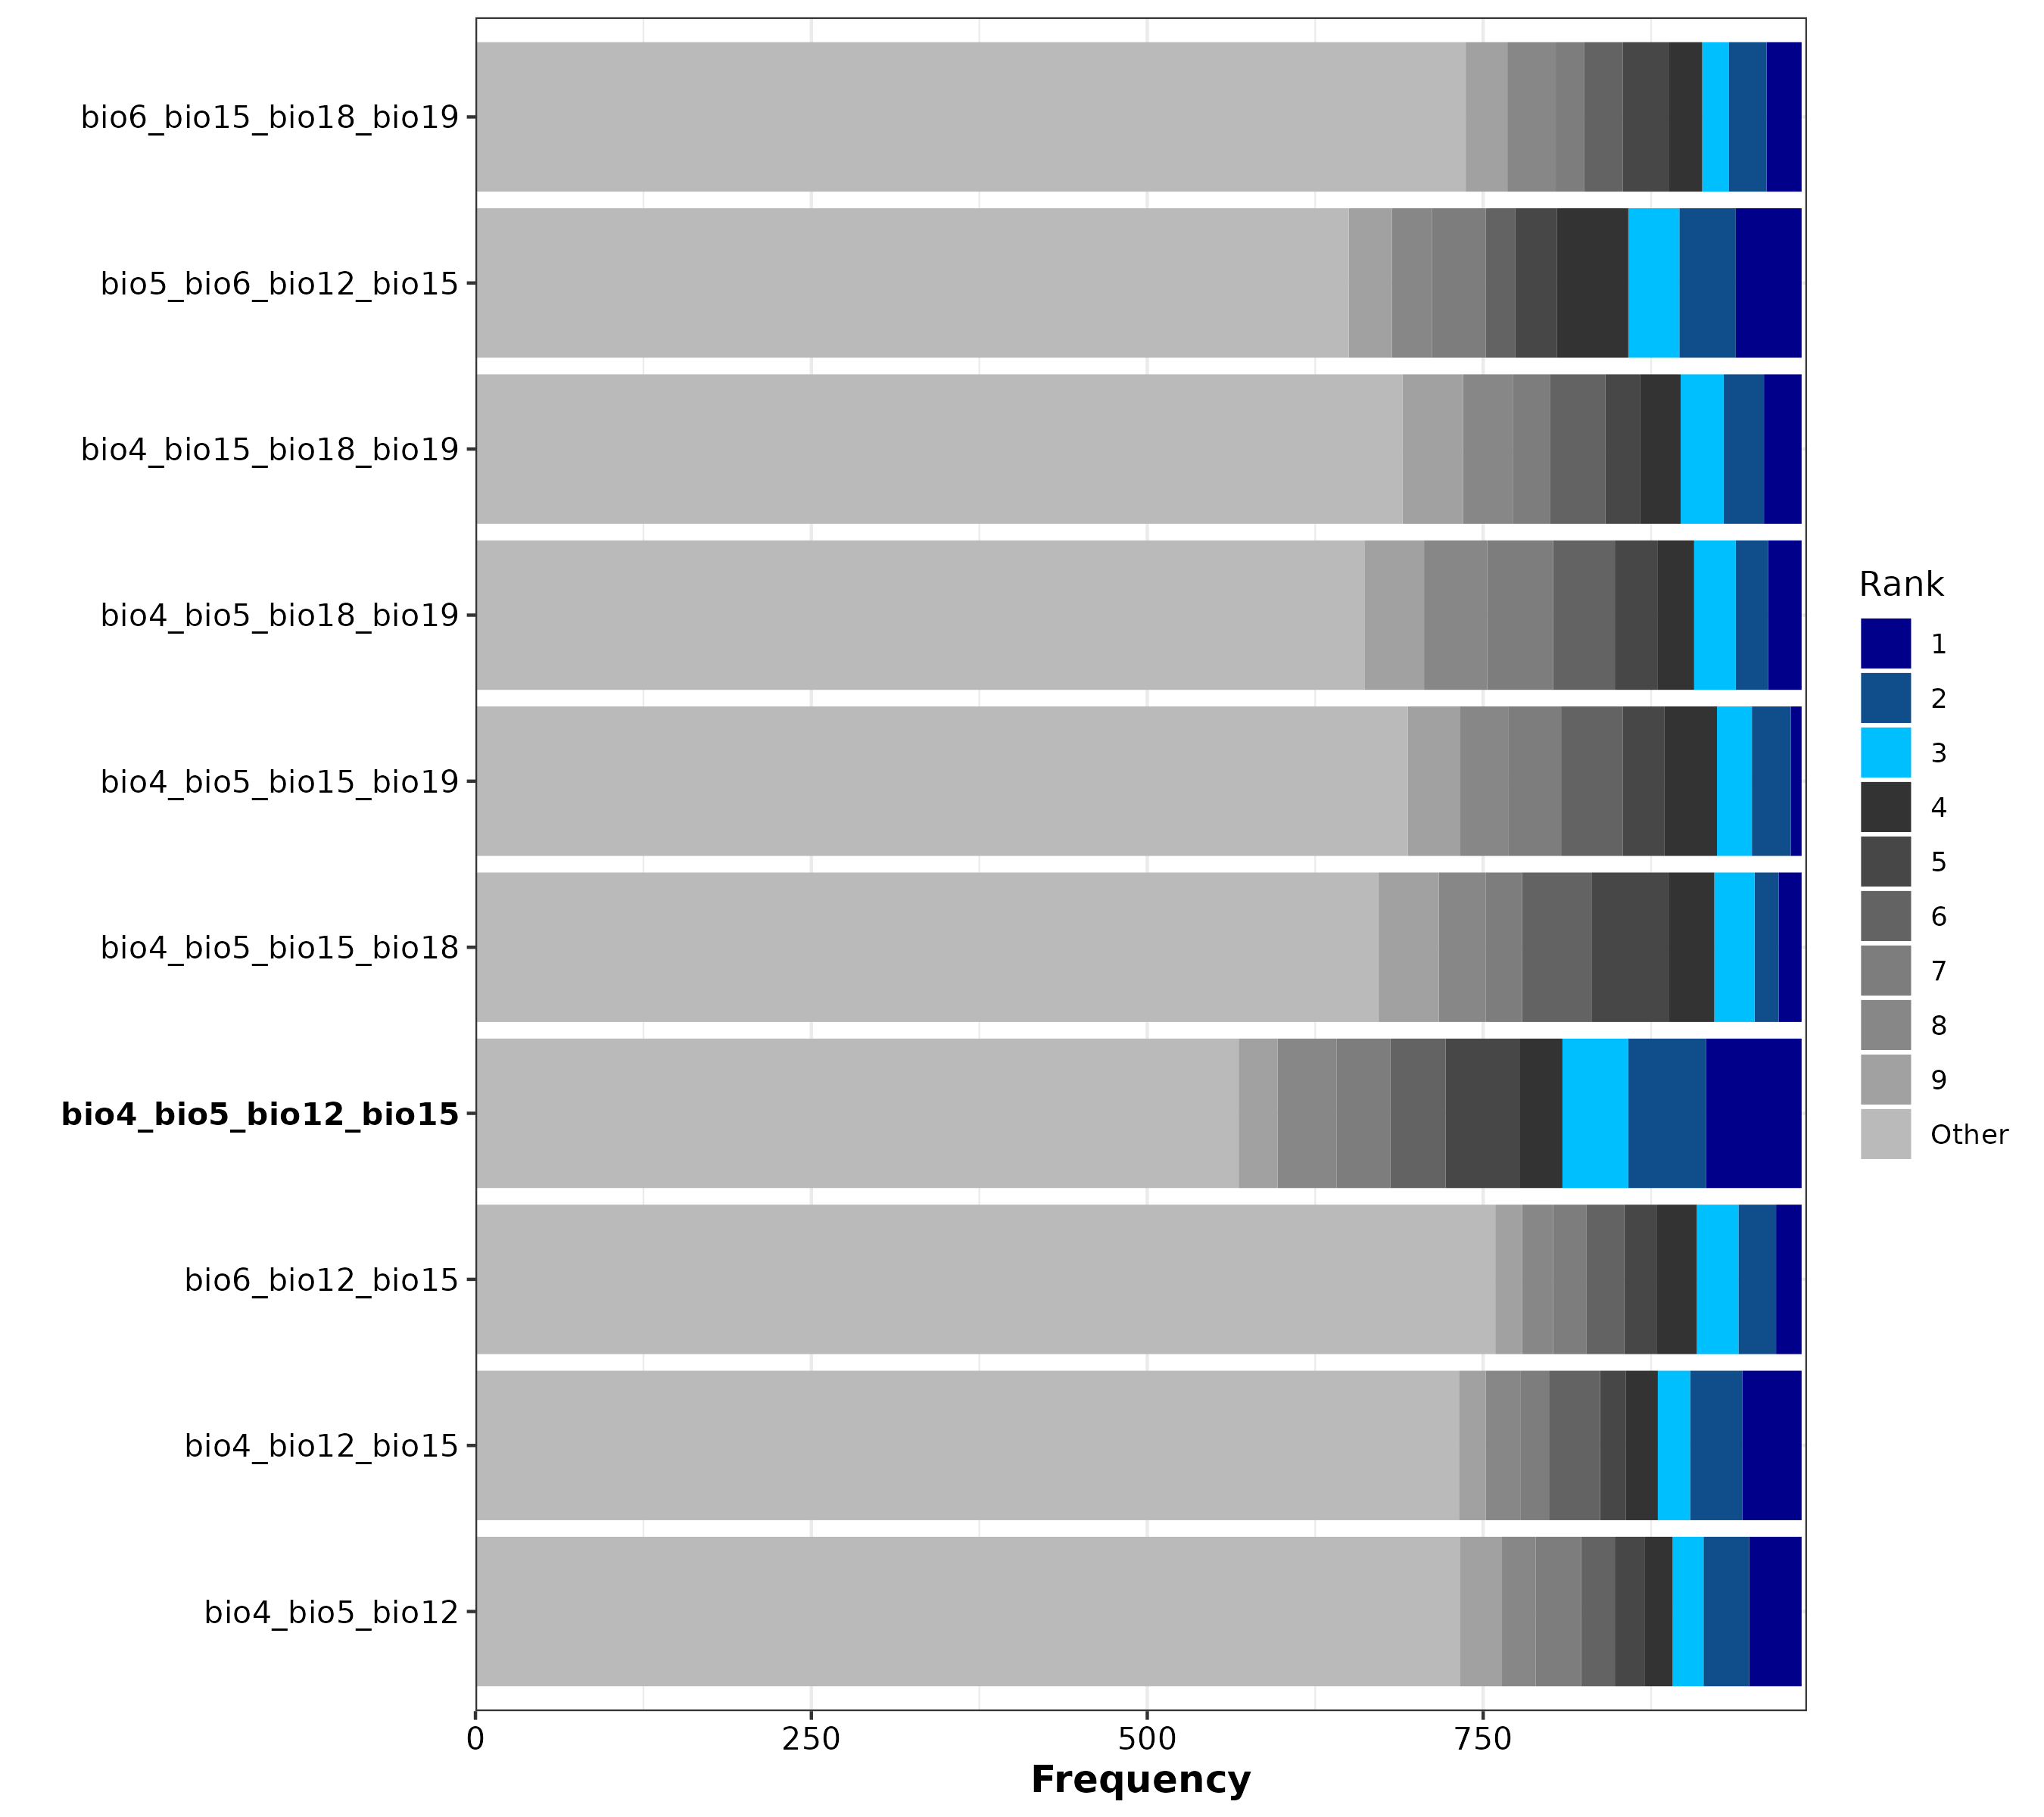 bio6_bio15_bio18_bio19
bio5_bio6_bio12_bio15
bio4_bio15_bio18_bio19
bio4_bio5_bio18_bio19
bio4_bio5_bio15_bio19
bio4_bio5_bio15_bio18
bio4_bio5_bio12_bio15
bio6_bio12_bio15
bio4_bio12_bio15
bio4_bio5_bio12
0 250 500 750
Frequency
Rank
1
2
3
4
5
6
7
8
9
Other